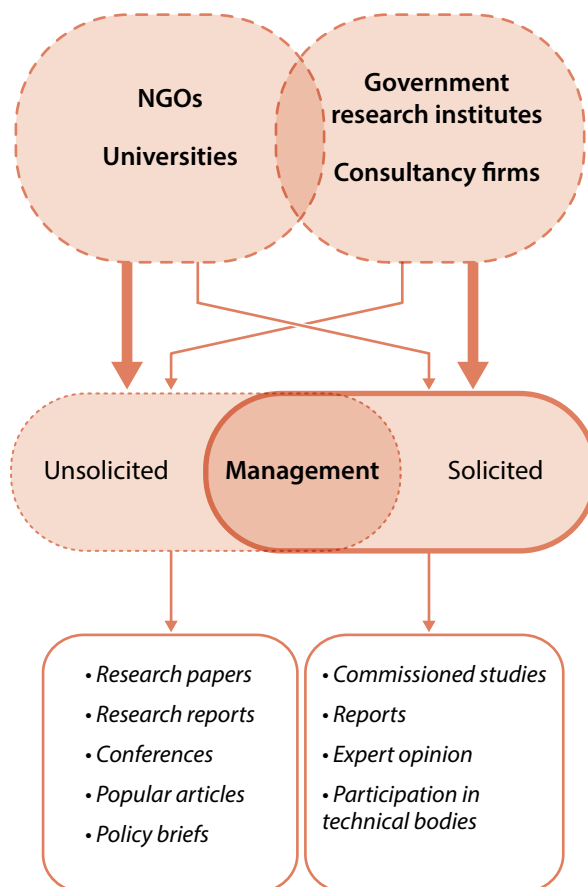 NGOs
Universities
Government
research institutes
Consultancy firms
Unsolicited
Management
Solicited
• Research papers
• Research reports
• Conferences
• Popular articles
• Policy briefs
• Commissioned studies
• Reports
• Expert opinion
• Participation in
technical bodies